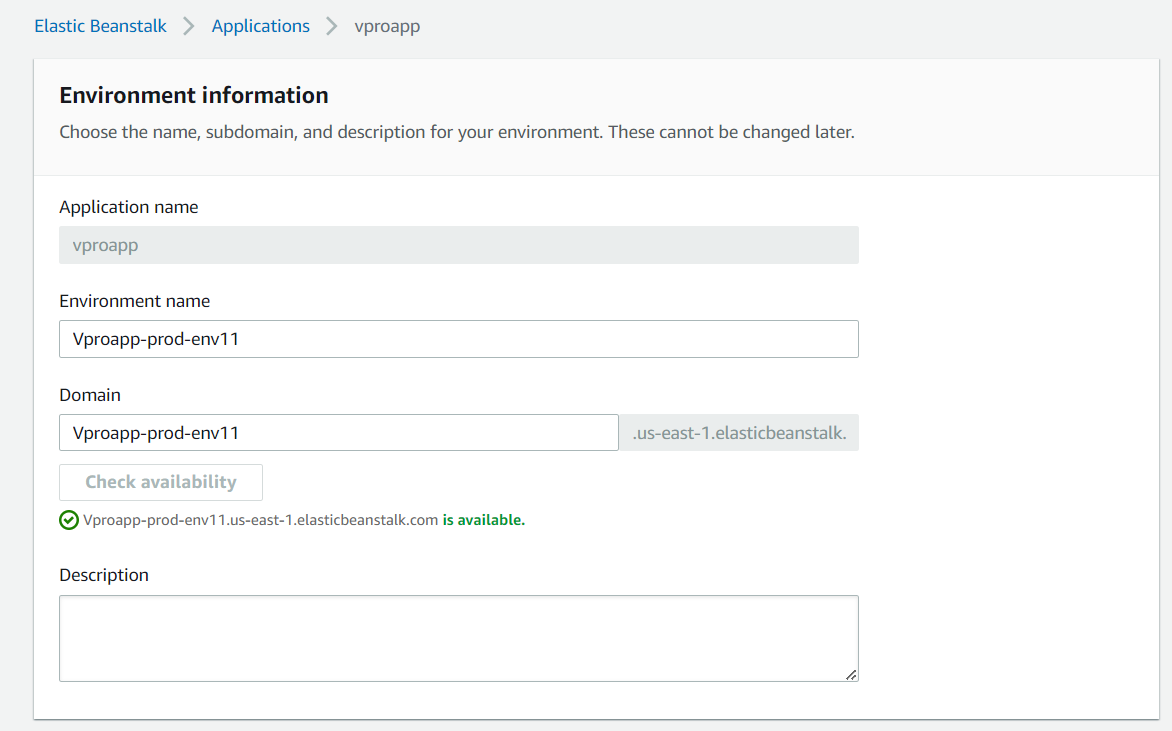 Elastic Beanstalk > Applications > vproapp
Environment information
Choose the name, subdomain, and description for your environment. These cannot be changed later.
Application name
vproapp
Environment name
Vproapp-prod-env11
Domain
Vproapp-prod-env11 .us-east-1.elasticbeanstalk.
Check availability
Vproapp-prod-env11.us-east-1.elasticbeanstalk.com is available.
Description